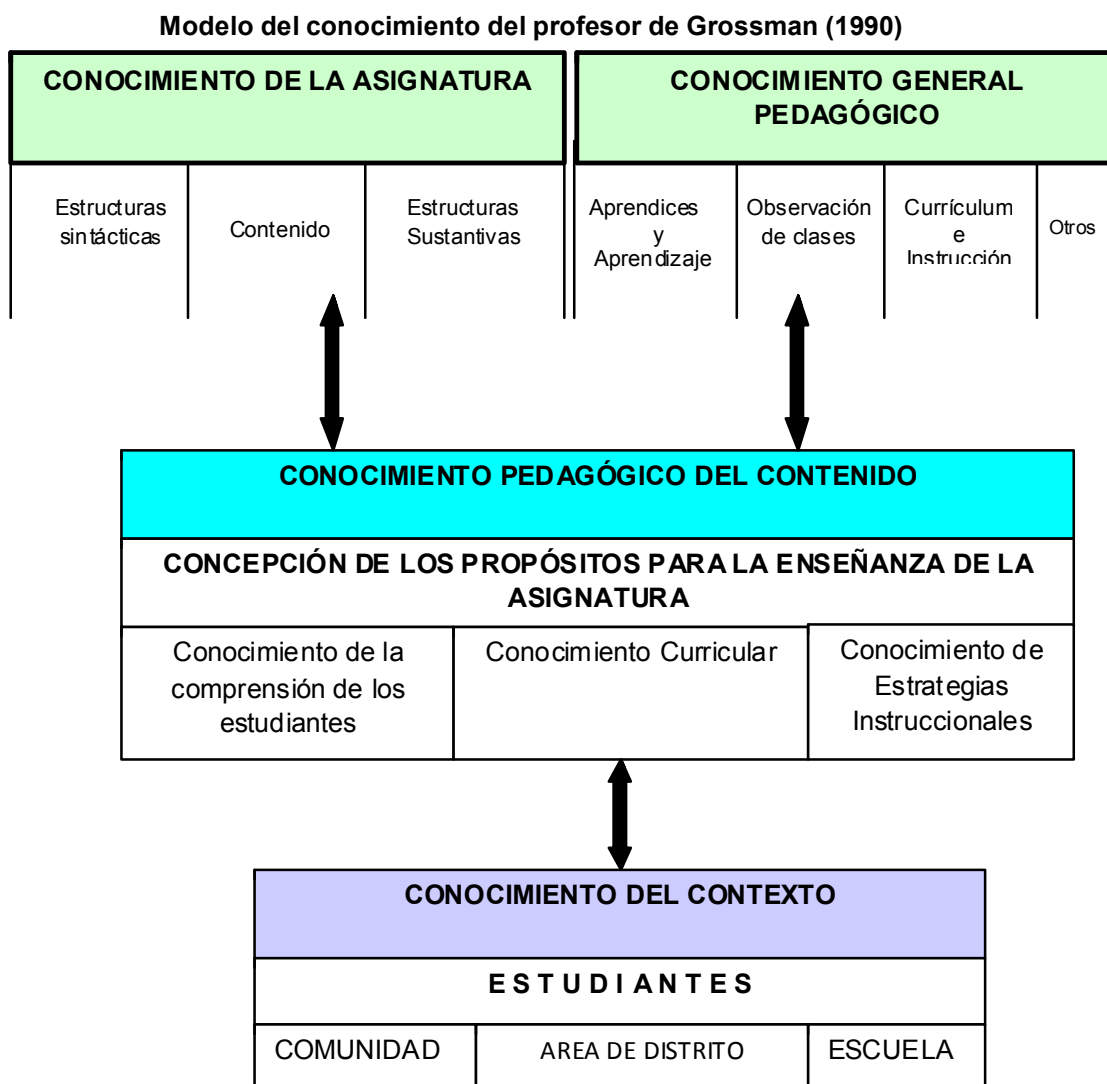 Modelo del conocimiento del profesor de Grossman (1990)
CONOCIMIENTO DE LA ASIGNATURA
CONOCIMIENTO GENERAL
PEDAGÓGICO
Estructuras
sintácticas
Contenido
Estructuras
Sustantivas
Aprendices
y
Aprendizaje
Observación
de clases
Currículum
e
Instrucción
Otros
CONOCIMIENTO PEDAGÓGICO DEL CONTENIDO
CONCEPCIÓN DE LOS PROPÓSITOS PARA LA ENSEÑANZA DE LA
ASIGNATURA
Conocimiento de la
comprensión de los
estudiantes
Conocimiento Curricular
Conocimiento de
Estrategias
Instruccionales
CONOCIMIENTO DEL CONTEXTO
E S T U D I A N T E S
COMUNIDAD
AREA DE DISTRITO
ESCUELA